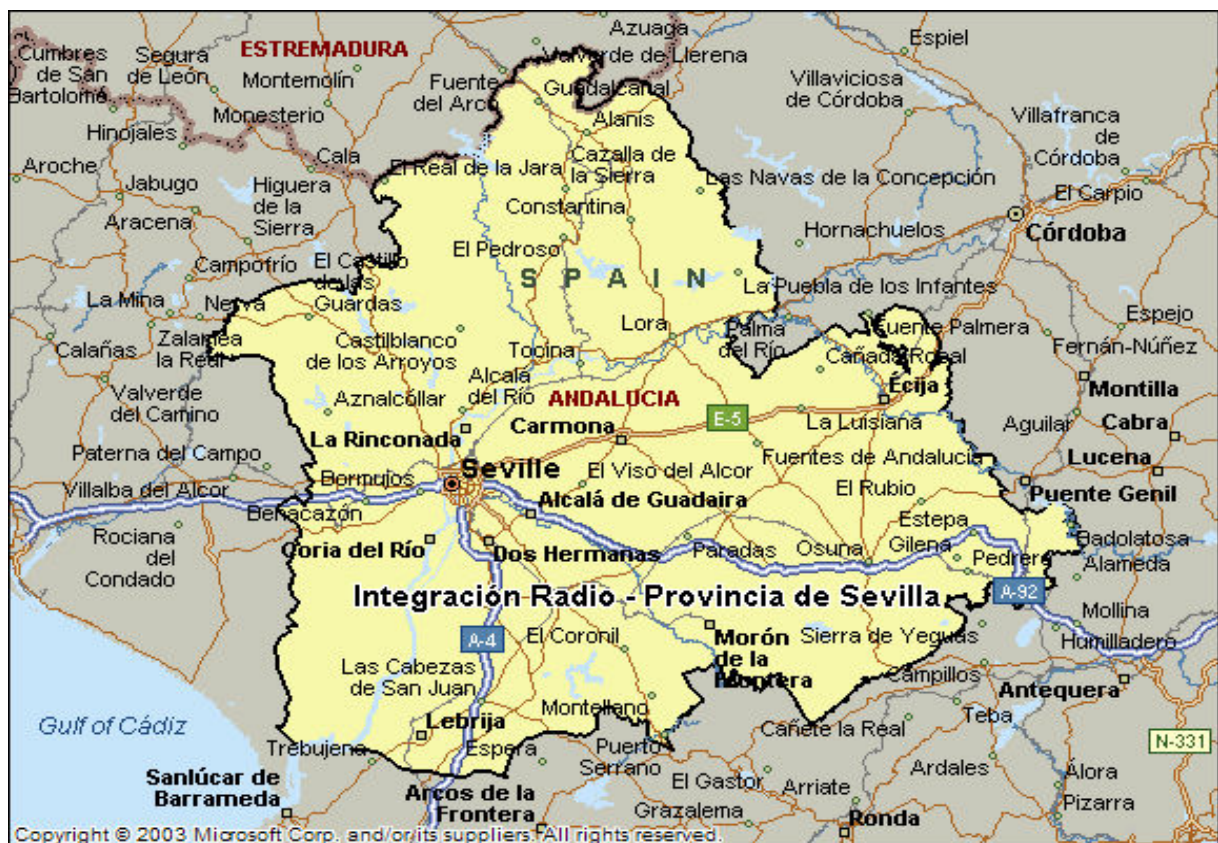 Azuaga
Espiel
Cumbres
de San
Bartolomé
Segura
de León
ESTREMADURA
Valverde de Llerena
Montemolín
Fuente
del Arco
Guadalcanal
Villaviciosa
de Córdoba
Monesterio
Hinojales
Alanís
Villafranca
de
Córdoba
Cala
Cazalla de
la Sierra
Aroche
El Real de la Jara
Jabugo
Higuera
de la
Sierra
Las Navas de la Concepción
El Carpio
Aracena
Constantina
Hornachuelos
Córdoba
El Pedroso
Campofrío
El Castillo
de las
Guardas
SPAIN
La Puebla de los Infantes
La Mina
Nerva
Zalamea
la Real
Lora
Palma
del Río
Fuente Palmera
Espejo
Calañas
Castilblanco
de los Arroyos
Tocina
Cañada Rosal
Fernán-Núñez
Valverde
del Camino
Alcalá
del Río
Écija
Montilla
Aznalcóllar
ANDALUCIA
E-5
La Luisiana
Aguilar
Cabra
La Rinconada
Carmona
Paterna del Campo
Seville
El Viso del Alcor
Fuentes de Andalucía
Lucena
Villalba del Alcor
Bormujos
El Rubio
Puente Genil
Benacazón
Alcalá de Guadaira
Estepa
Rociana
del
Condado
Coria del Río
Dos Hermanas
Paradas
Osuna
Gilena
Badolatosa
Pedrera
Alameda
Integración Radio - Provincia de Sevilla
A-92
Mollina
A-4
El Coronil
Morón
de la
Frontera
Sierra de Yeguas
Humilladero
Las Cabezas
de San Juan
Campillos
Antequera
Montellano
Gulf of Cádiz
Lebrija
Cañete la Real
Teba
N-331
Trebujena
Espera
Puerto
Serrano
Sanlúcar de
Barrameda
El Gastor
Arriate
Ardales
Álora
Arcos de la
Frontera
Grazalema
Ronda
Pizarra
Copyright © 2003 Microsoft Corp. and/or its suppliers. All rights reserved.